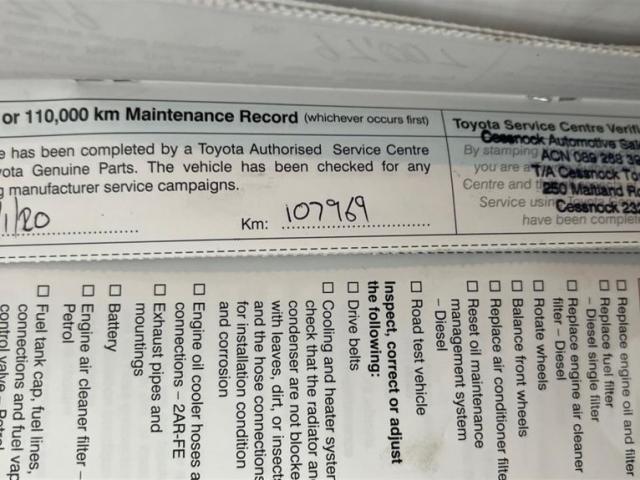 or 110,000 km Maintenance Record (whichever occurs first)
e has been completed by a Toyota Authorised Service Centre
ota Genuine Parts. The vehicle has been checked for any
g manufacturer service campaigns.
1/20
Km: 107969
Toyota Service Centre Verifi
By stamping
you are a
Centre and t
Service usin
have been complet
Cessnock Automotive Sal
ACN 089 288 3
T/A Cessnock To
250 Maitland R
Cessnock 232
Replace engine oil and filter
Replace fuel filter
– Diesel single filter
Replace engine air cleaner
filter – Diesel
Rotate wheels
Balance front wheels
Replace air conditioner filte
Reset oil maintenance
management system
– Diesel
Road test vehicle
Inspect, correct or adjust
the following:
Drive belts
Cooling and heater system
check that the radiator an
condenser are not blocke
with leaves, dirt, or insects
and the hose connections
for installation condition
and corrosion
Engine oil cooler hoses a
connections – 2AR-FE
Exhaust pipes and
mountings
Battery
Engine air cleaner filter –
Petrol
Fuel tank cap, fuel lines,
connections and fuel vap
control valve – Petrol